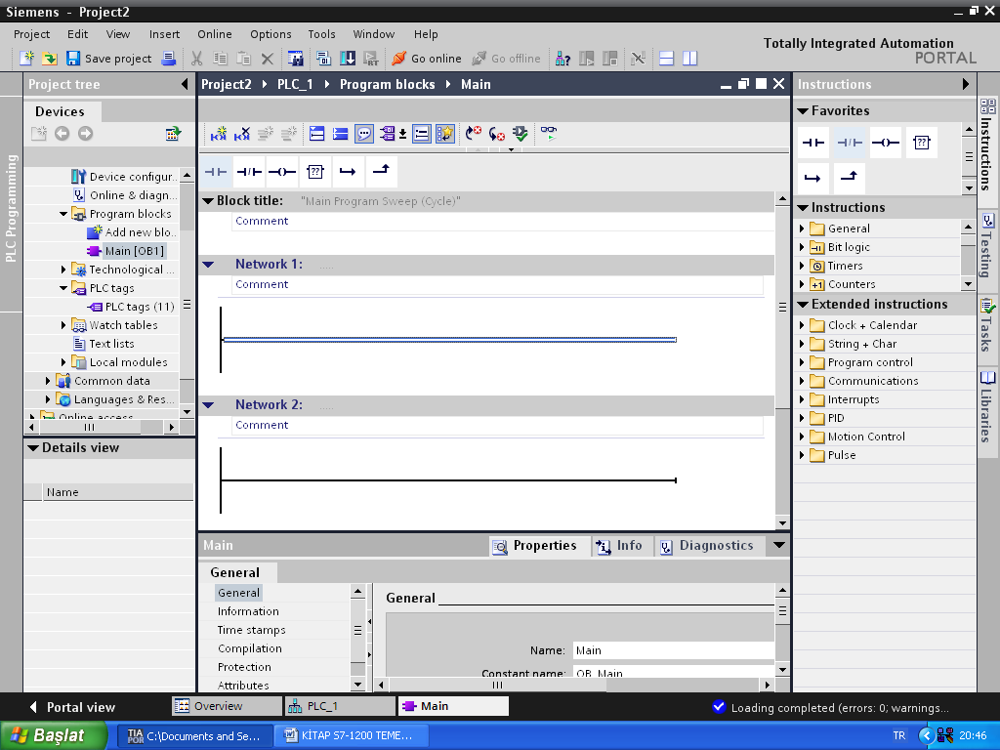 Siemens - Project2
Project Edit View Insert Online Options Tools Window Help
Totally Integrated Automation
PORTAL
Save project
Go online
Go offline
Project tree
Devices
PLC Programming
Device configur...
Online & diagn...
Program blocks
Add new blo...
Main [OB1]
Technological ...
PLC tags
PLC tags (11)
Watch tables
Text lists
Local modules
Common data
Languages & Res...
Online access
Details view
Name
Project2 PLC_1 Program blocks Main
??
Block title: "Main Program Sweep (Cycle)"
Comment
Network 1: .....
Comment
Network 2: .....
Comment
Main
Properties
Info
Diagnostics
General
General
Information
Time stamps
Compilation
Protection
Attributes
General
Name: Main
Constant name: OB_Main
Instructions
Favorites
??
Instructions
General
Bit logic
Timers
Counters
Extended instructions
Clock + Calendar
String + Char
Program control
Communications
Interrupts
PID
Motion Control
Pulse
Instructions
Testing
Tasks
Libraries
Portal view
Overview
PLC_1
Main
Loading completed (errors: 0; warnings...
Başlat
TIA POR C:\Documents and Se...
KİTAP S7-1200 TEME...
TR
20:46